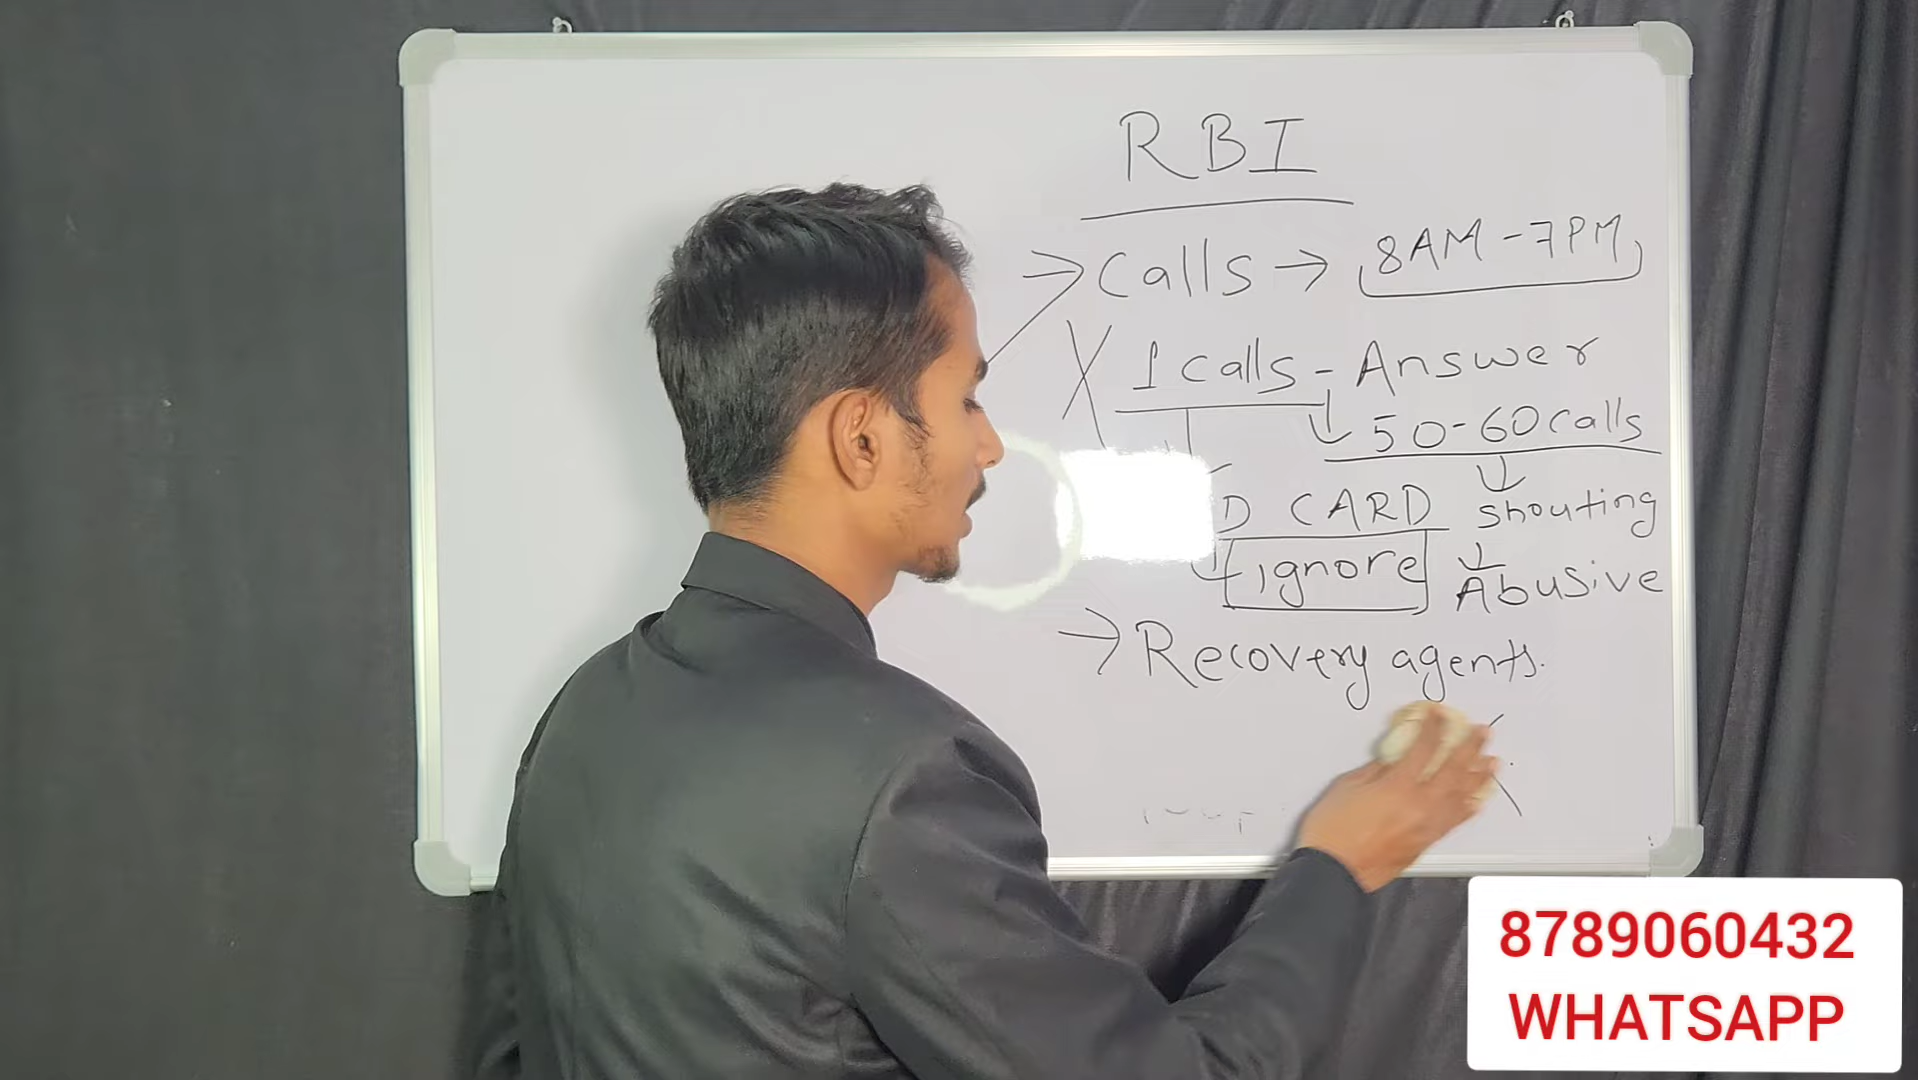 RBI
→ Calls → 8AM-7PM
X 1 calls - Answer
50-60 calls
D CARD shouting
ignore Abusive
→ Recovery agents.
8789060432
WHATSAPP